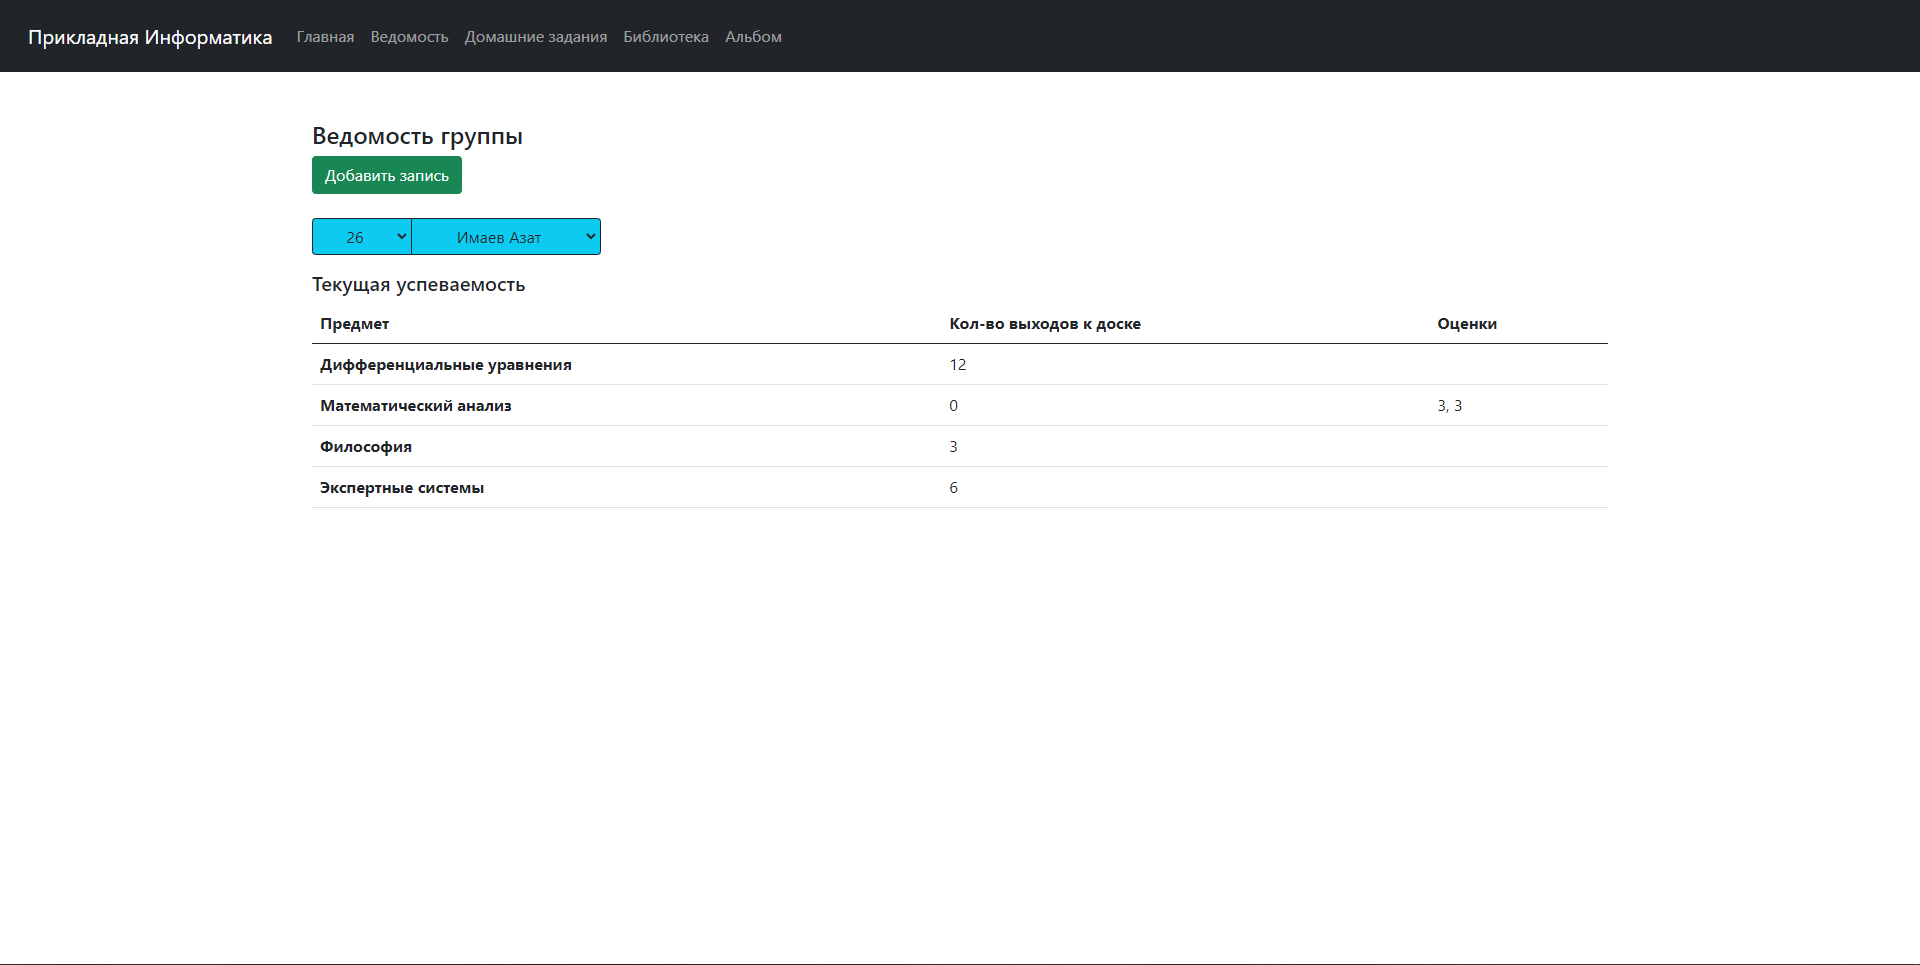 Прикладная Информатика Главная Ведомость Домашние задания Библиотека Альбом
Ведомость группы
Добавить запись
26 Имаев Азат
Текущая успеваемость
Предмет Кол-во выходов к доске Оценки
Дифференциальные уравнения 12
Математический анализ 0 3, 3
Философия 3
Экспертные системы 6